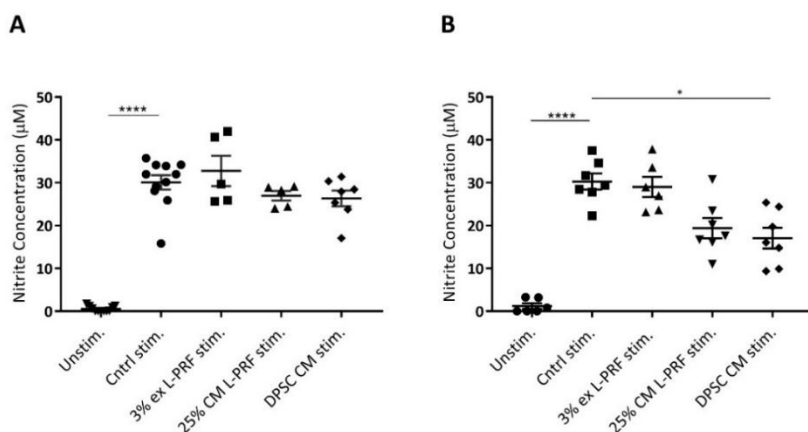 A
Nitrite Concentration (µM)
50
40
30
20
10
0
****
Unstim.
Cntrl stim.
3% ex L-PRF stim.
25% CM L-PRF stim.
DPSC CM stim.
B
Nitrite Concentration (µM)
50
40
30
20
10
0
****
*
Unstim.
Cntrl stim.
3% ex L-PRF stim.
25% CM L-PRF stim.
DPSC CM stim.